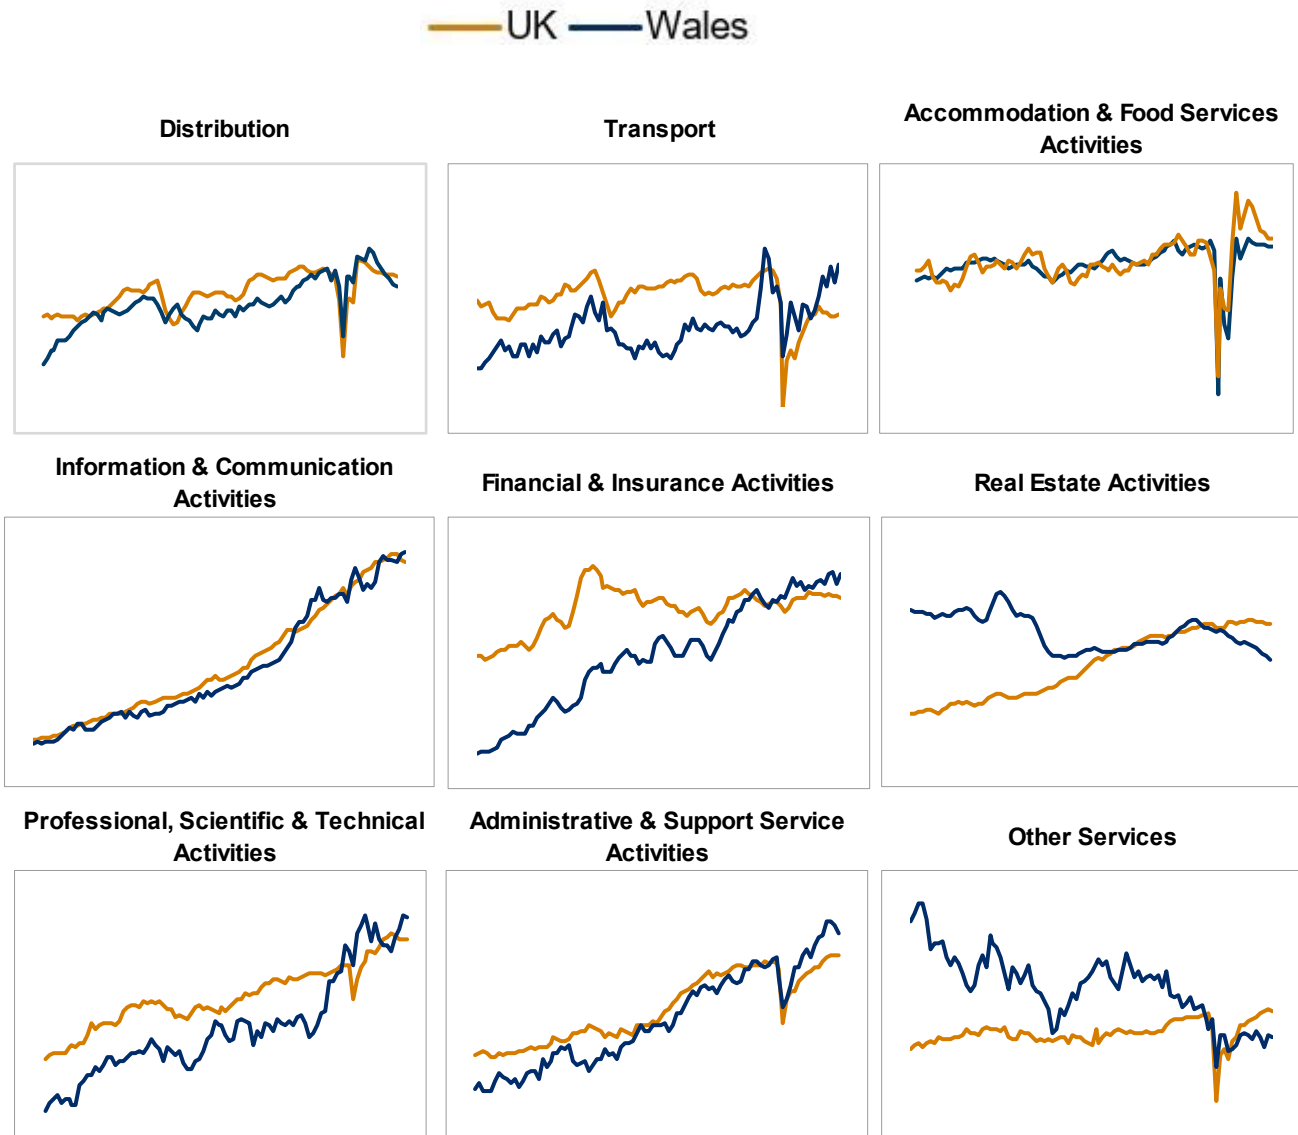 UK Wales
Distribution
Transport
Accommodation & Food Services
Activities
Information & Communication
Activities
Financial & Insurance Activities
Real Estate Activities
Professional, Scientific & Technical
Activities
Administrative & Support Service
Activities
Other Services